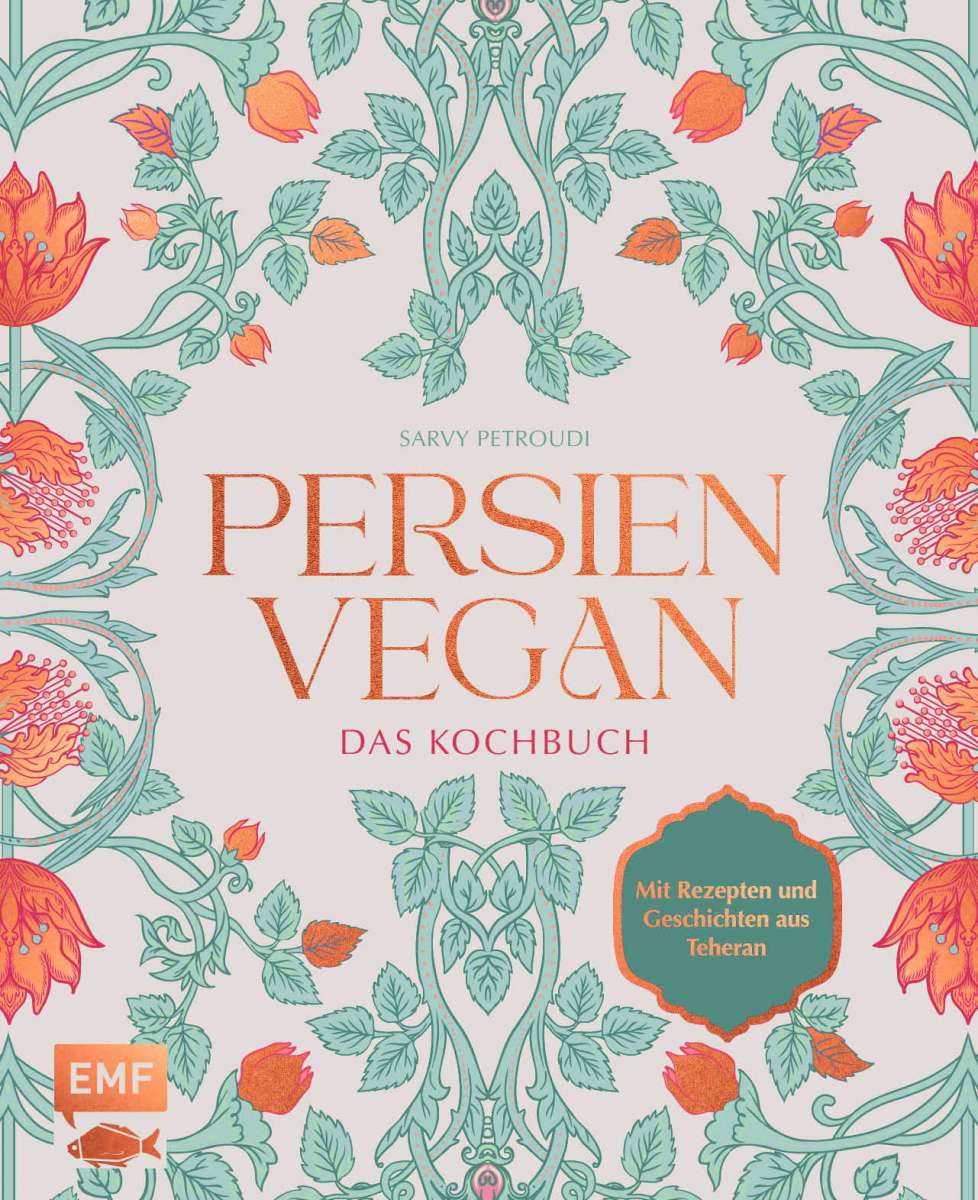 SARVY PETROUDI
PERSIEN
VEGAN
DAS KOCHBUCH
Mit Rezepten und
Geschichten aus
Teheran
EMF